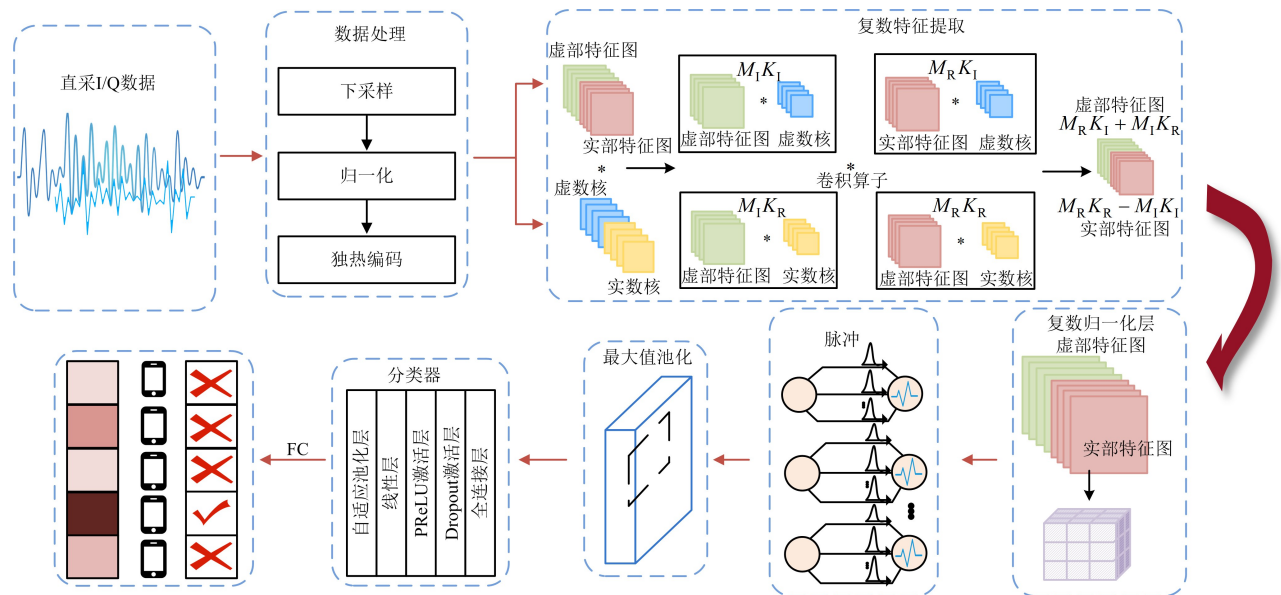 直采I/Q数据
数据处理
下采样
归一化
独热编码
复数特征提取
虚部特征图
实部特征图
*
虚数核
实数核
M_I K_I
*
虚部特征图 虚数核
M_R K_I
*
实部特征图 虚数核
*
卷积算子
M_I K_R
*
虚部特征图 实数核
M_R K_R
*
虚部特征图 实数核
虚部特征图
M_R K_I + M_I K_R
M_R K_R − M_I K_I
实部特征图
复数归一化层
虚部特征图
实部特征图
脉冲
最大值池化
分类器
自适应池化层
线性层
PReLU激活层
Dropout激活层
全连接层
FC